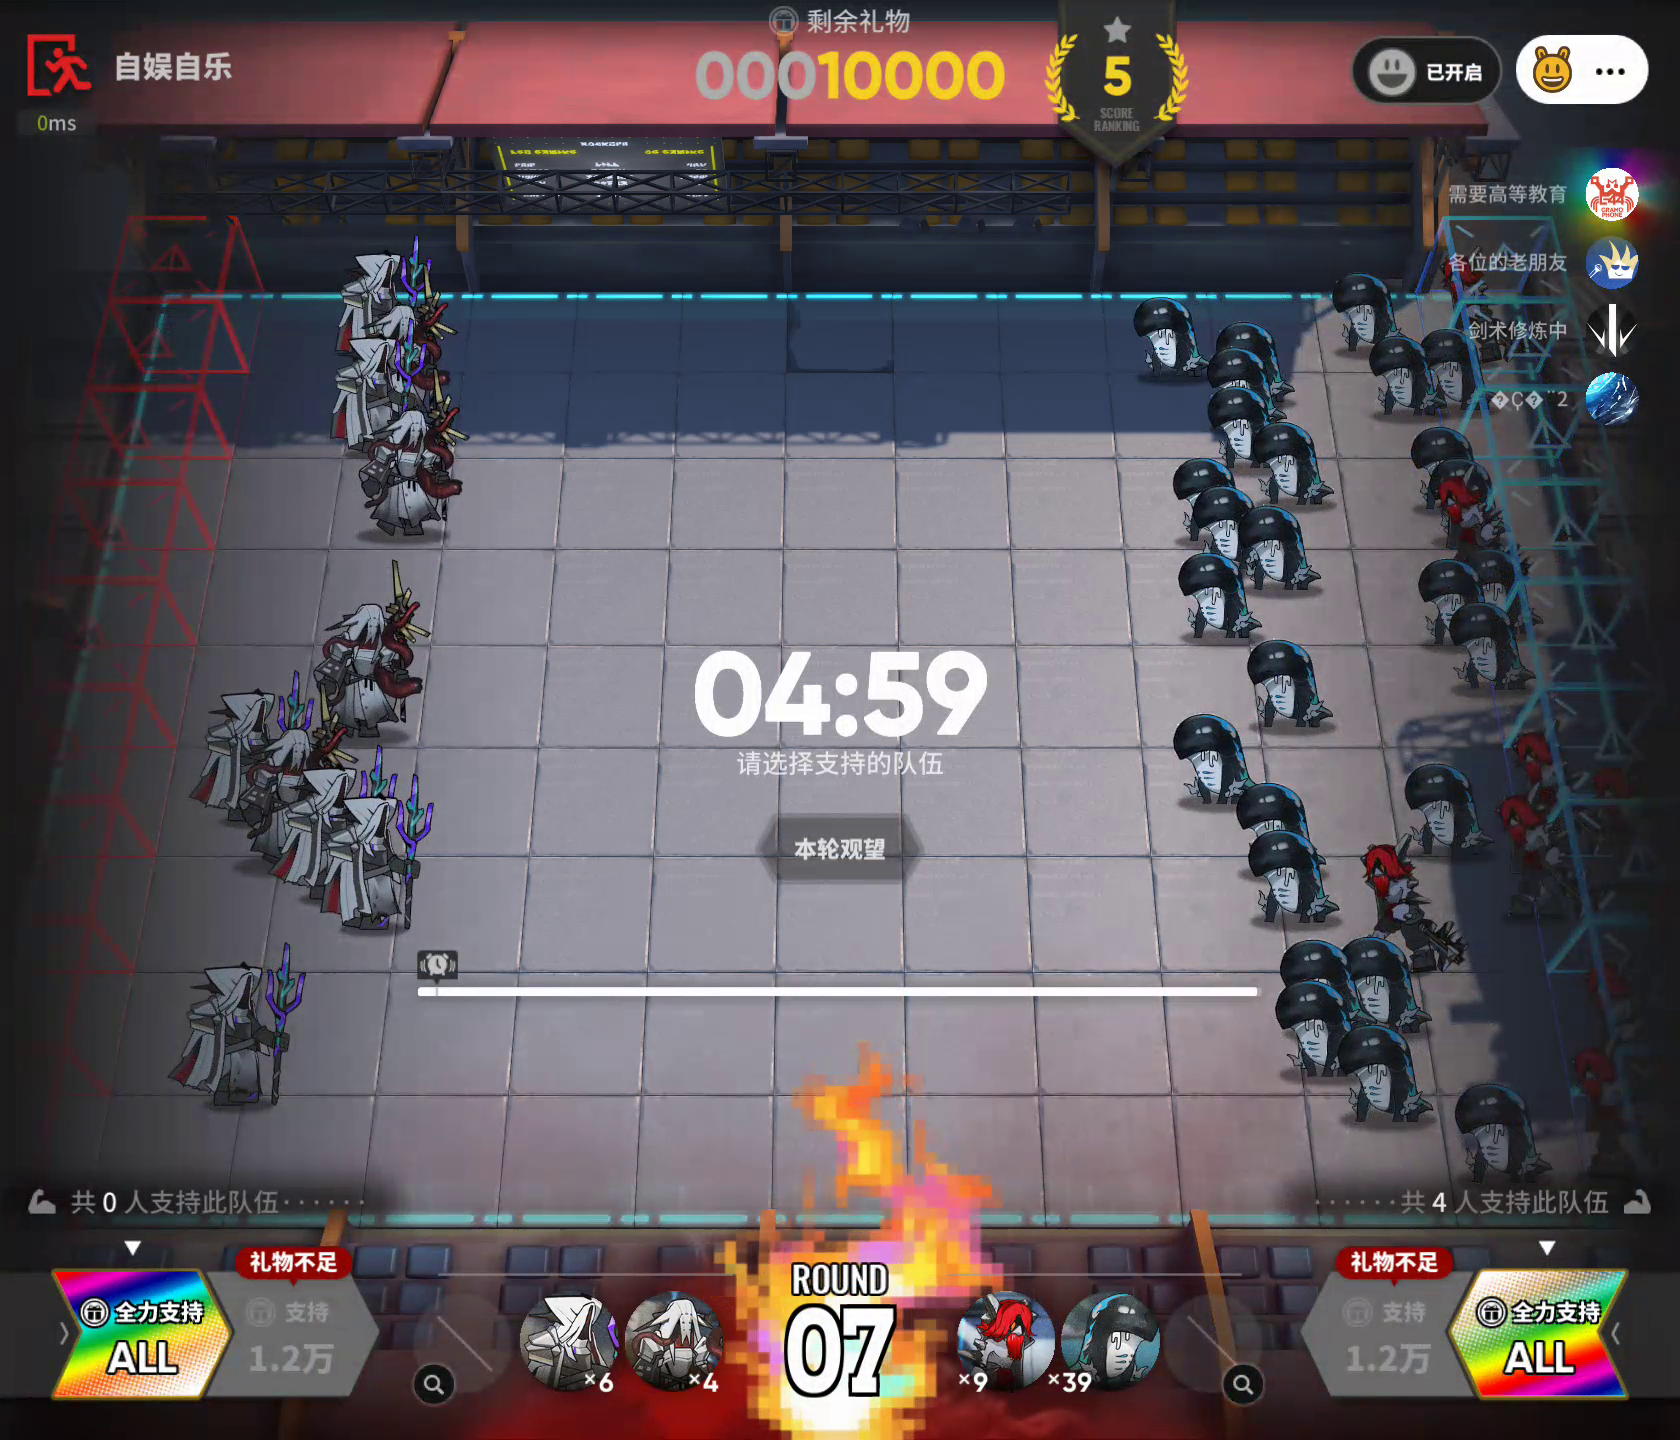 剩余礼物
00010000
自娱自乐
0ms
5
SCORE
RANKING
已开启
需要高等教育
各位的老朋友
剑术修炼中
�Ç�¨2
04:59
请选择支持的队伍
本轮观望
共 0 人支持此队伍······
······共 4 人支持此队伍
礼物不足
全力支持
ALL
支持
1.2万
×6
×4
ROUND
07
×9
×39
礼物不足
支持
1.2万
全力支持
ALL